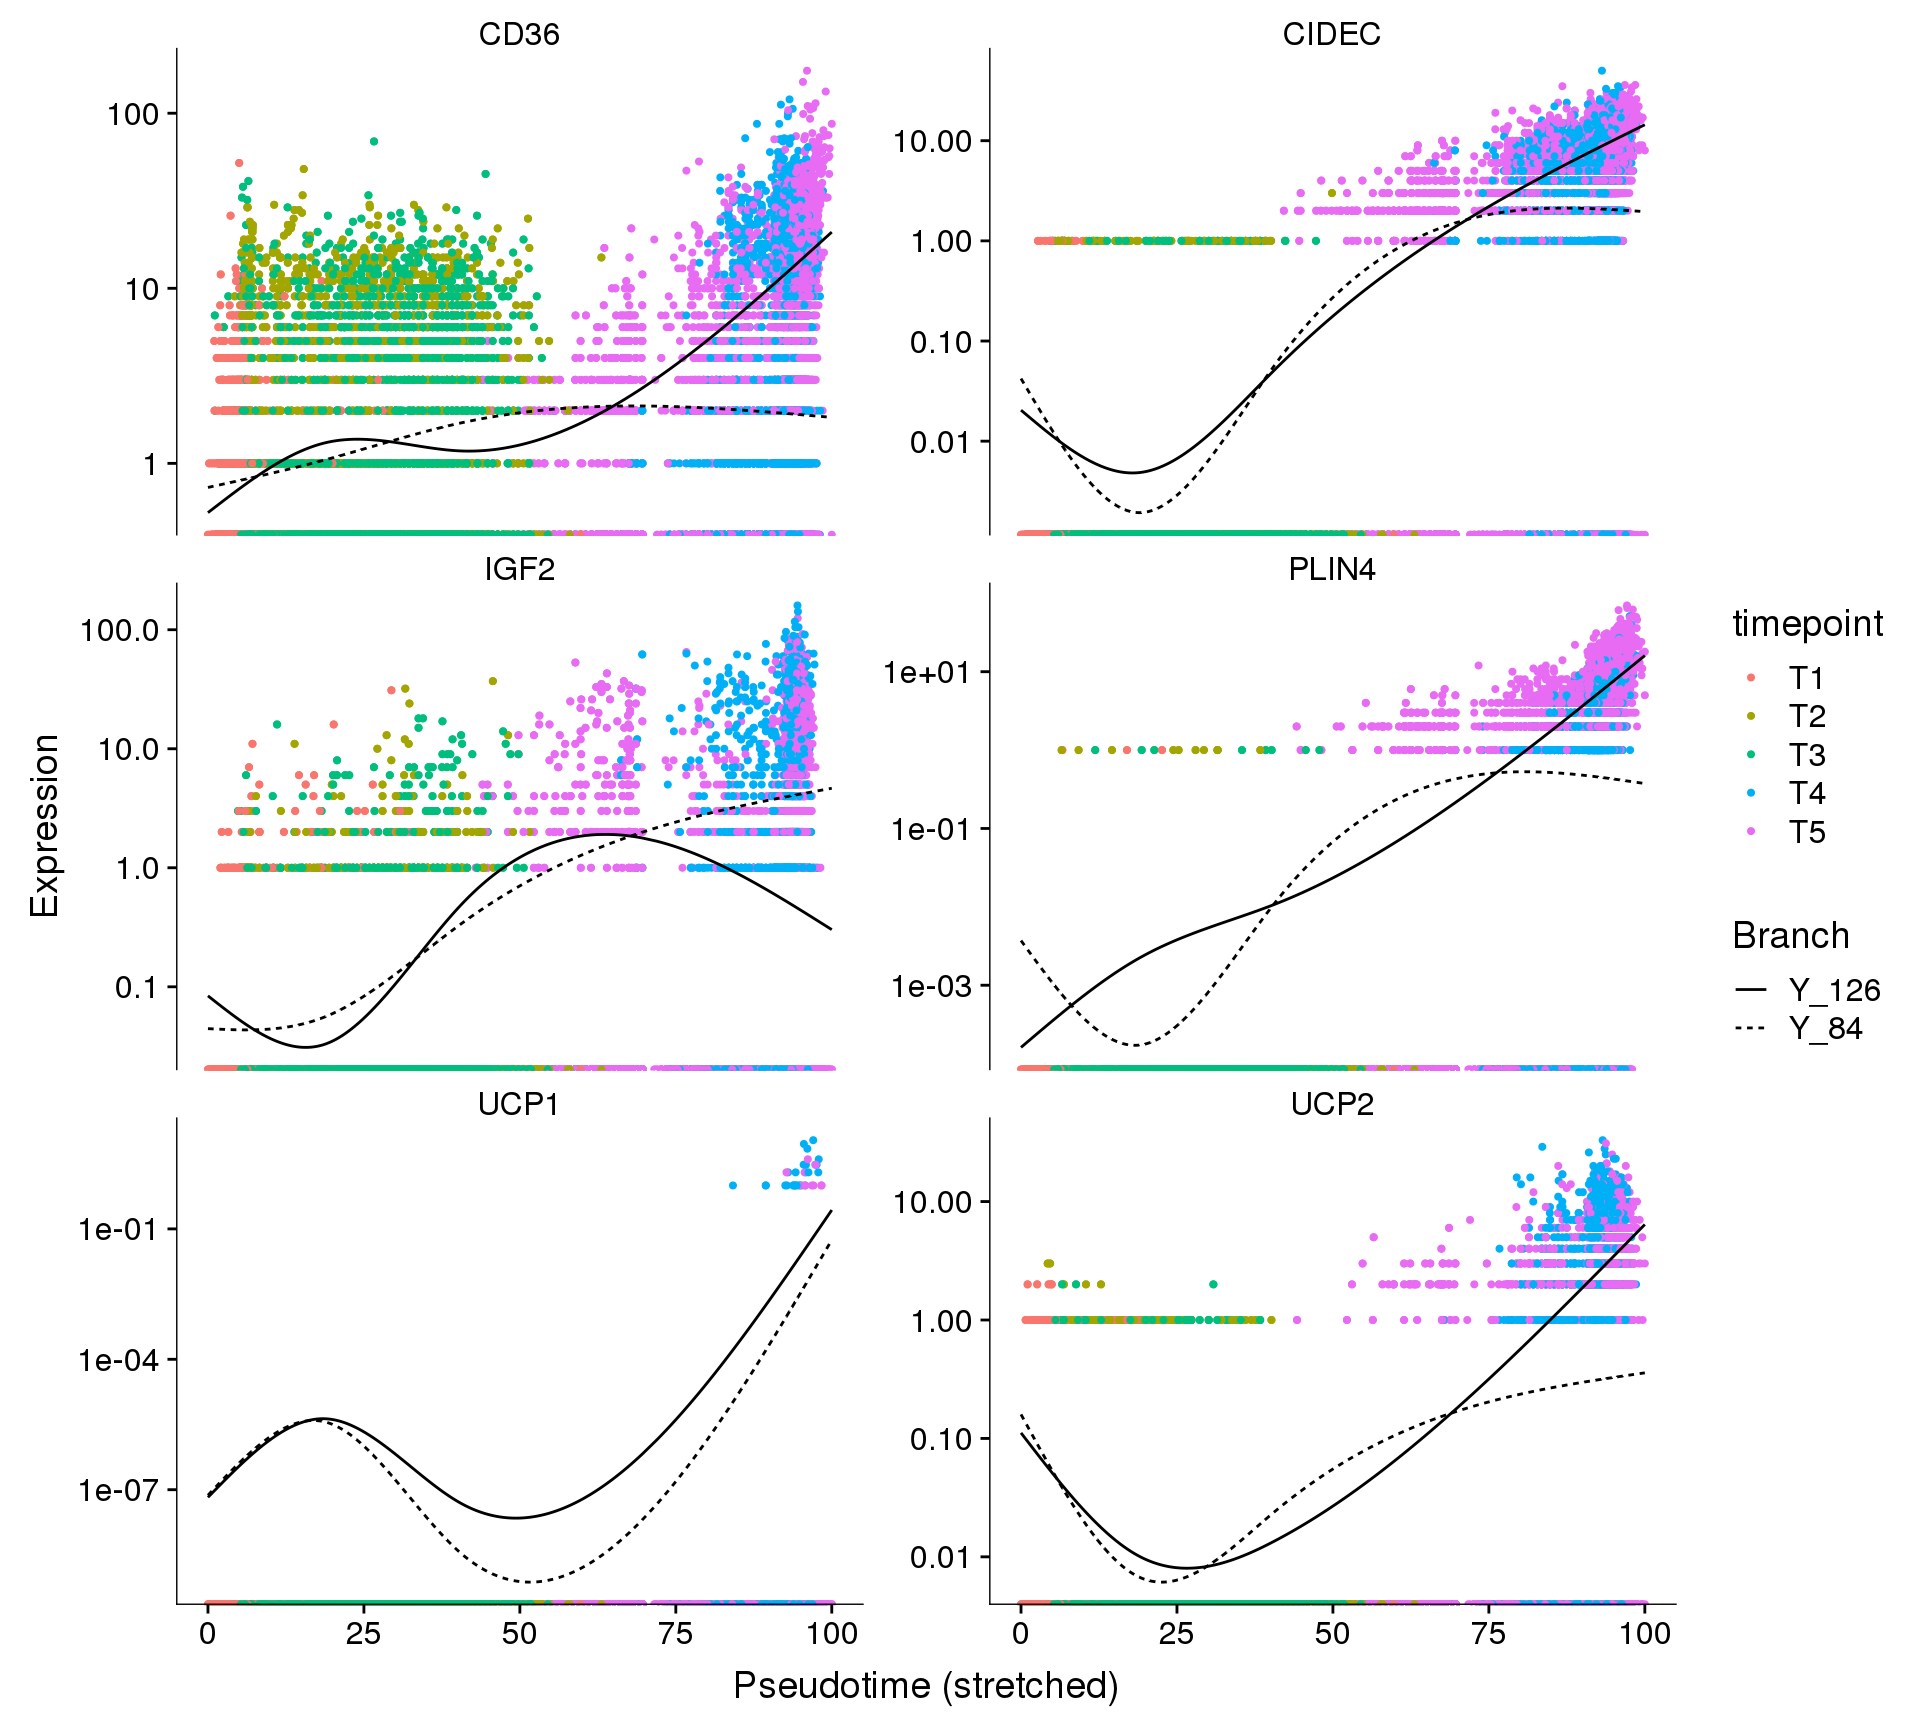 CD36
CIDEC
100
10
1
10.00
1.00
0.10
0.01
IGF2
PLIN4
100.0
10.0
1.0
0.1
1e+01
1e-01
1e-03
UCP1
UCP2
1e-01
1e-04
1e-07
10.00
1.00
0.10
0.01
0 25 50 75 100
0 25 50 75 100
Pseudotime (stretched)
Expression
timepoint
T1
T2
T3
T4
T5
Branch
Y_126
Y_84